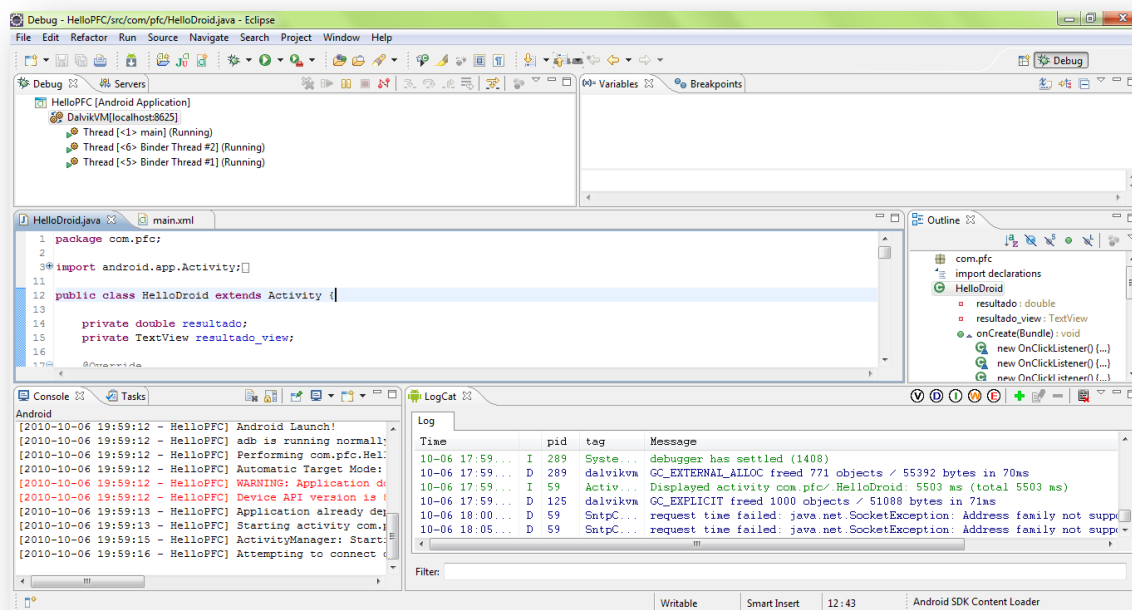 Debug - HelloPFC/src/com/pfc/HelloDroid.java - Eclipse
File Edit Refactor Run Source Navigate Search Project Window Help
Debug
Debug Servers
HelloPFC [Android Application]
DalvikVM[localhost:8625]
Thread [<1> main] (Running)
Thread [<6> Binder Thread #2] (Running)
Thread [<5> Binder Thread #1] (Running)
(x)= Variables Breakpoints
HelloDroid.java main.xml
1 package com.pfc;
2
3 import android.app.Activity;
11
12 public class HelloDroid extends Activity {
13
14 private double resultado;
15 private TextView resultado_view;
16
17 @Override
Outline
com.pfc
import declarations
HelloDroid
resultado : double
resultado_view : TextView
onCreate(Bundle) : void
new OnClickListener() {...}
new OnClickListener() {...}
new OnClickListener() {...}
Console Tasks
Android
[2010-10-06 19:59:12 - HelloPFC] Android Launch!
[2010-10-06 19:59:12 - HelloPFC] adb is running normally
[2010-10-06 19:59:12 - HelloPFC] Performing com.pfc.Hel
[2010-10-06 19:59:12 - HelloPFC] Automatic Target Mode:
[2010-10-06 19:59:12 - HelloPFC] WARNING: Application do
[2010-10-06 19:59:12 - HelloPFC] Device API version is
[2010-10-06 19:59:13 - HelloPFC] Application already dep
[2010-10-06 19:59:13 - HelloPFC] Starting activity com.p
[2010-10-06 19:59:15 - HelloPFC] ActivityManager: Start
[2010-10-06 19:59:16 - HelloPFC] Attempting to connect
LogCat
V D I W E
Log
Time pid tag Message
10-06 17:59... I 289 Syste... debugger has settled (1408)
10-06 17:59... D 289 dalvikvm GC_EXTERNAL_ALLOC freed 771 objects / 55392 bytes in 70ms
10-06 17:59... I 59 Activ... Displayed activity com.pfc/.HelloDroid: 5503 ms (total 5503 ms)
10-06 17:59... D 125 dalvikvm GC_EXPLICIT freed 1000 objects / 51088 bytes in 71ms
10-06 18:00... D 59 SntpC... request time failed: java.net.SocketException: Address family not suppo
10-06 18:05... D 59 SntpC... request time failed: java.net.SocketException: Address family not suppo
Filter:
Writable Smart Insert 12 : 43 Android SDK Content Loader